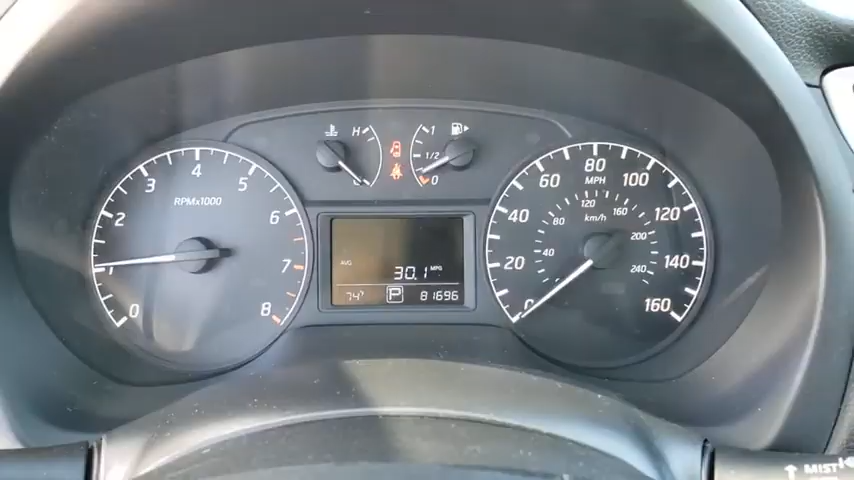 0 1 2 3 4 5 6 7 8
RPMx1000
H C
1 1/2 0
AVG
30.1 MPG
74° P 81696
0 20 40 60 80 100 120 140 160
MPH
40 80 120 160 200 240
km/h
MIST